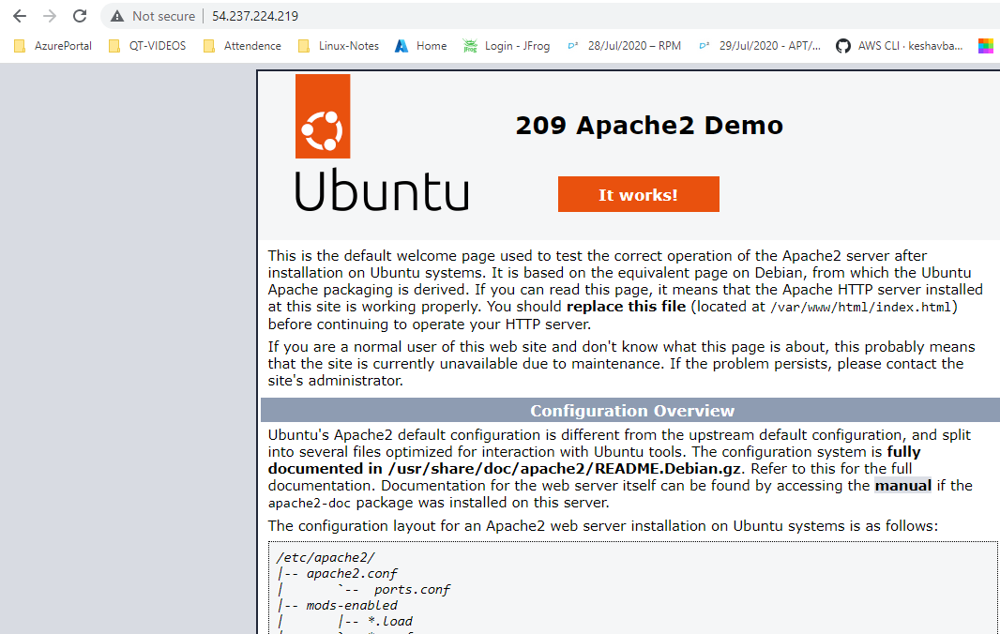 Not secure | 54.237.224.219
AzurePortal QT-VIDEOS Attendence Linux-Notes Home Login - JFrog 28/Jul/2020 – RPM 29/Jul/2020 - APT/... AWS CLI · keshavba...
209 Apache2 Demo
Ubuntu
It works!
This is the default welcome page used to test the correct operation of the Apache2 server after
installation on Ubuntu systems. It is based on the equivalent page on Debian, from which the Ubuntu
Apache packaging is derived. If you can read this page, it means that the Apache HTTP server installed
at this site is working properly. You should replace this file (located at /var/www/html/index.html)
before continuing to operate your HTTP server.
If you are a normal user of this web site and don't know what this page is about, this probably means
that the site is currently unavailable due to maintenance. If the problem persists, please contact the
site's administrator.
Configuration Overview
Ubuntu's Apache2 default configuration is different from the upstream default configuration, and split
into several files optimized for interaction with Ubuntu tools. The configuration system is fully
documented in /usr/share/doc/apache2/README.Debian.gz. Refer to this for the full
documentation. Documentation for the web server itself can be found by accessing the manual if the
apache2-doc package was installed on this server.
The configuration layout for an Apache2 web server installation on Ubuntu systems is as follows:
/etc/apache2/
|-- apache2.conf
|       `--  ports.conf
|-- mods-enabled
|       |-- *.load